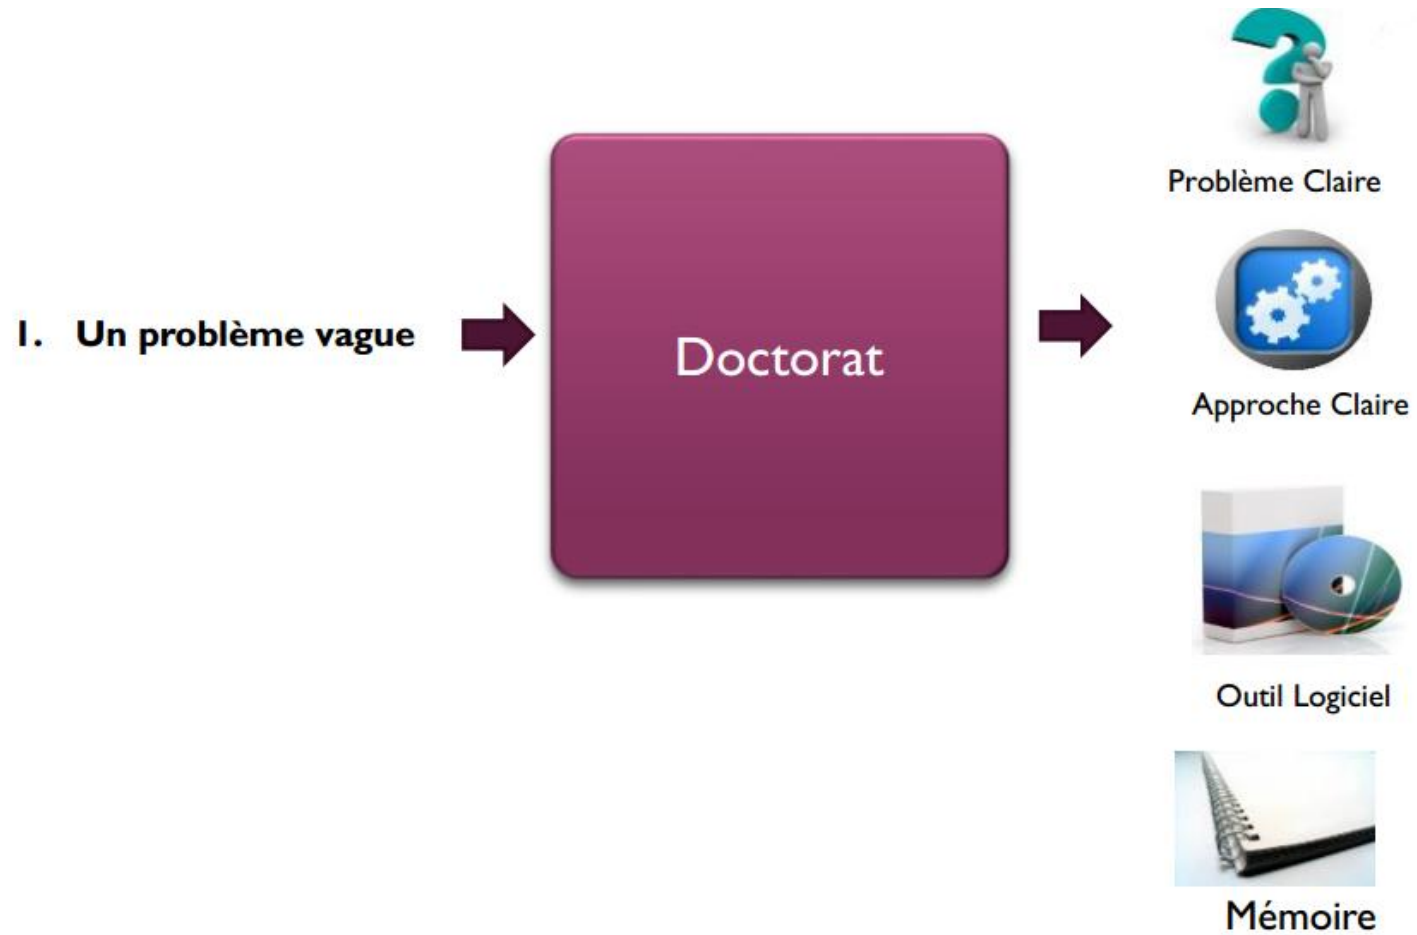 1. Un problème vague
Doctorat
Problème Claire
Approche Claire
Outil Logiciel
Mémoire